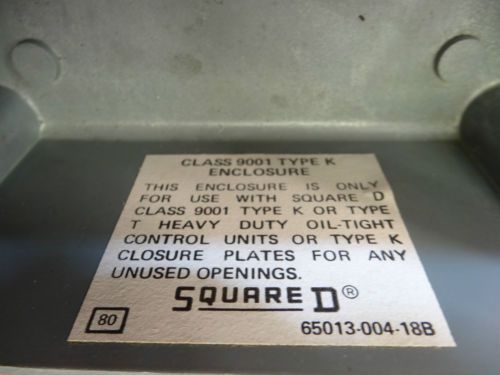 CLASS 9001 TYPE K
ENCLOSURE
THIS ENCLOSURE IS ONLY
FOR USE WITH SQUARE D
CLASS 9001 TYPE K OR TYPE
T HEAVY DUTY OIL-TIGHT
CONTROL UNITS OR TYPE K
CLOSURE PLATES FOR ANY
UNUSED OPENINGS.
SQUARE D®
80 65013-004-18B